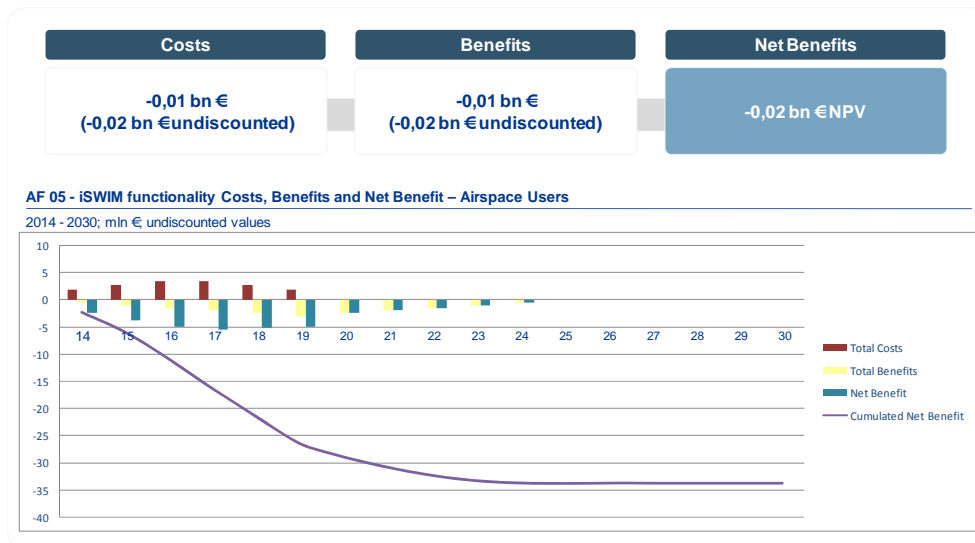 Costs
Benefits
Net Benefits
-0,01 bn €
(-0,02 bn € undiscounted)
-0,01 bn €
(-0,02 bn € undiscounted)
-0,02 bn € NPV
AF 05 - iSWIM functionality Costs, Benefits and Net Benefit – Airspace Users
2014 - 2030; mln €; undiscounted values
10
5
0
-5
-10
-15
-20
-25
-30
-35
-40
14 15 16 17 18 19 20 21 22 23 24 25 26 27 28 29 30
Total Costs
Total Benefits
Net Benefit
Cumulated Net Benefit